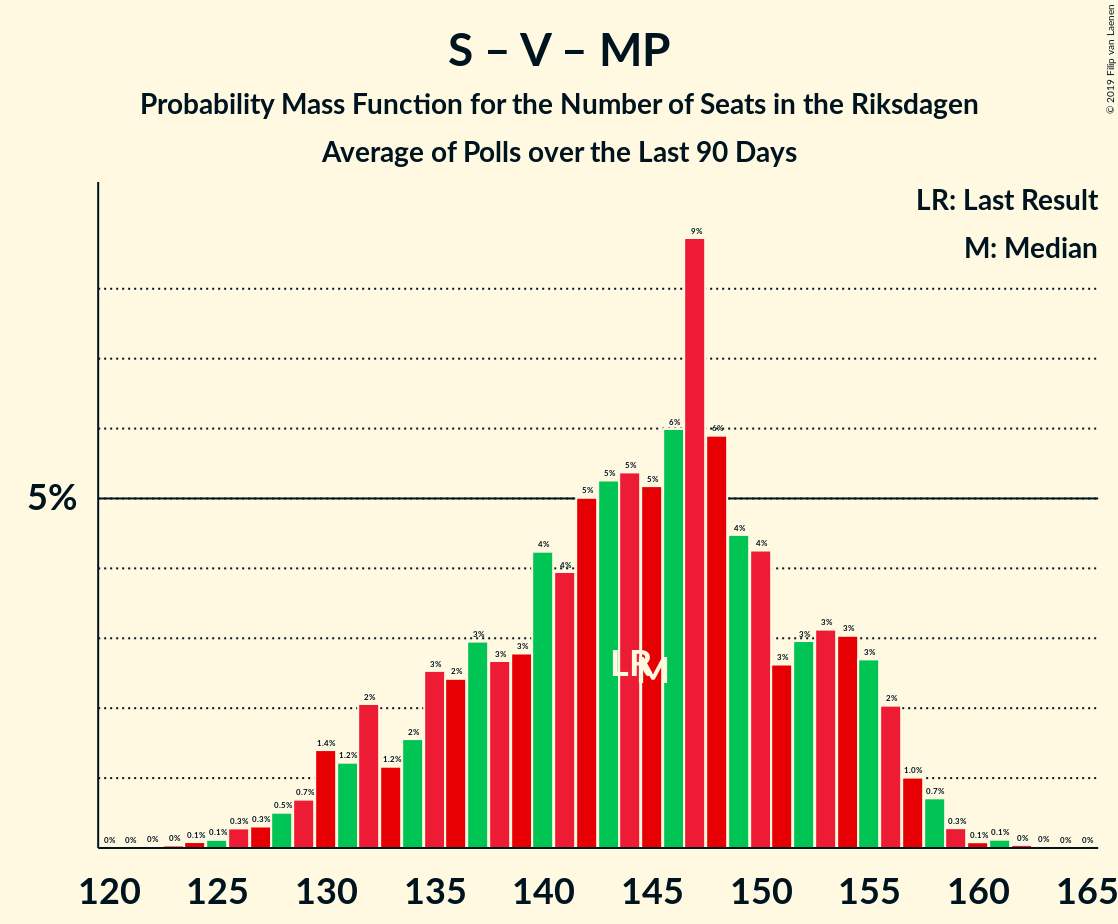 S – V – MP
Probability Mass Function for the Number of Seats in the Riksdagen
Average of Polls over the Last 90 Days
© 2019 Filip van Laenen
LR: Last Result
M: Median
5%
0% 0% 0% 0% 0.1% 0.1% 0.3% 0.3% 0.5% 0.7% 1.4% 1.2% 2% 1.2% 2% 3% 2% 3% 3% 3% 4% 4% 5% 5% 5% 5% 6% 9% 6% 4% 4% 3% 3% 3% 3% 3% 2% 1.0% 0.7% 0.3% 0.1% 0.1% 0% 0% 0% 0%
LR M
120 125 130 135 140 145 150 155 160 165